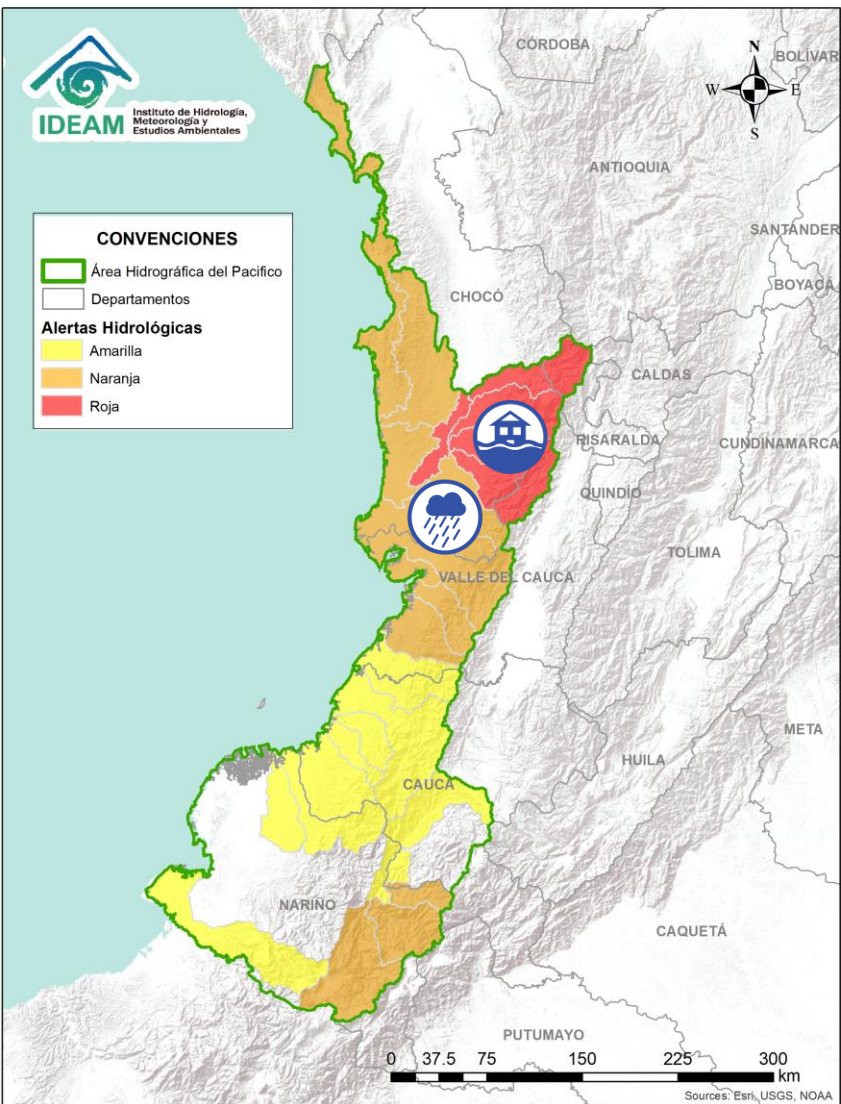 IDEAM
Instituto de Hidrología,
Meteorología y
Estudios Ambientales
CÓRDOBA
BOLÍVAR
N
W
E
S
ANTIOQUIA
SANTANDER
BOYACÁ
CONVENCIONES
Área Hidrográfica del Pacifico
Departamentos
Alertas Hidrológicas
Amarilla
Naranja
Roja
CHOCÓ
CALDAS
RISARALDA
CUNDINAMARCA
QUINDÍO
TOLIMA
VALLE DEL CAUCA
META
HUILA
CAUCA
NARIÑO
CAQUETÁ
PUTUMAYO
0 37.5 75 150 225 300
km
Sources: Esri, USGS, NOAA